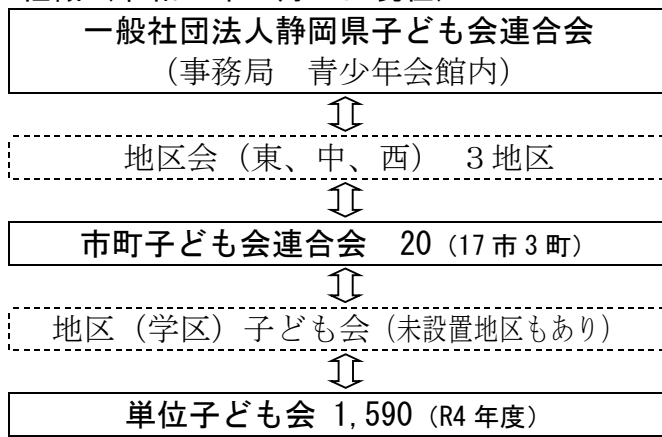 一般社団法人静岡県子ども会連合会
（事務局　青少年会館内）
地区会（東、中、西）　３地区
市町子ども会連合会　20（17市3町）
地区（学区）子ども会（未設置地区もあり）
単位子ども会 1,590（R4年度）